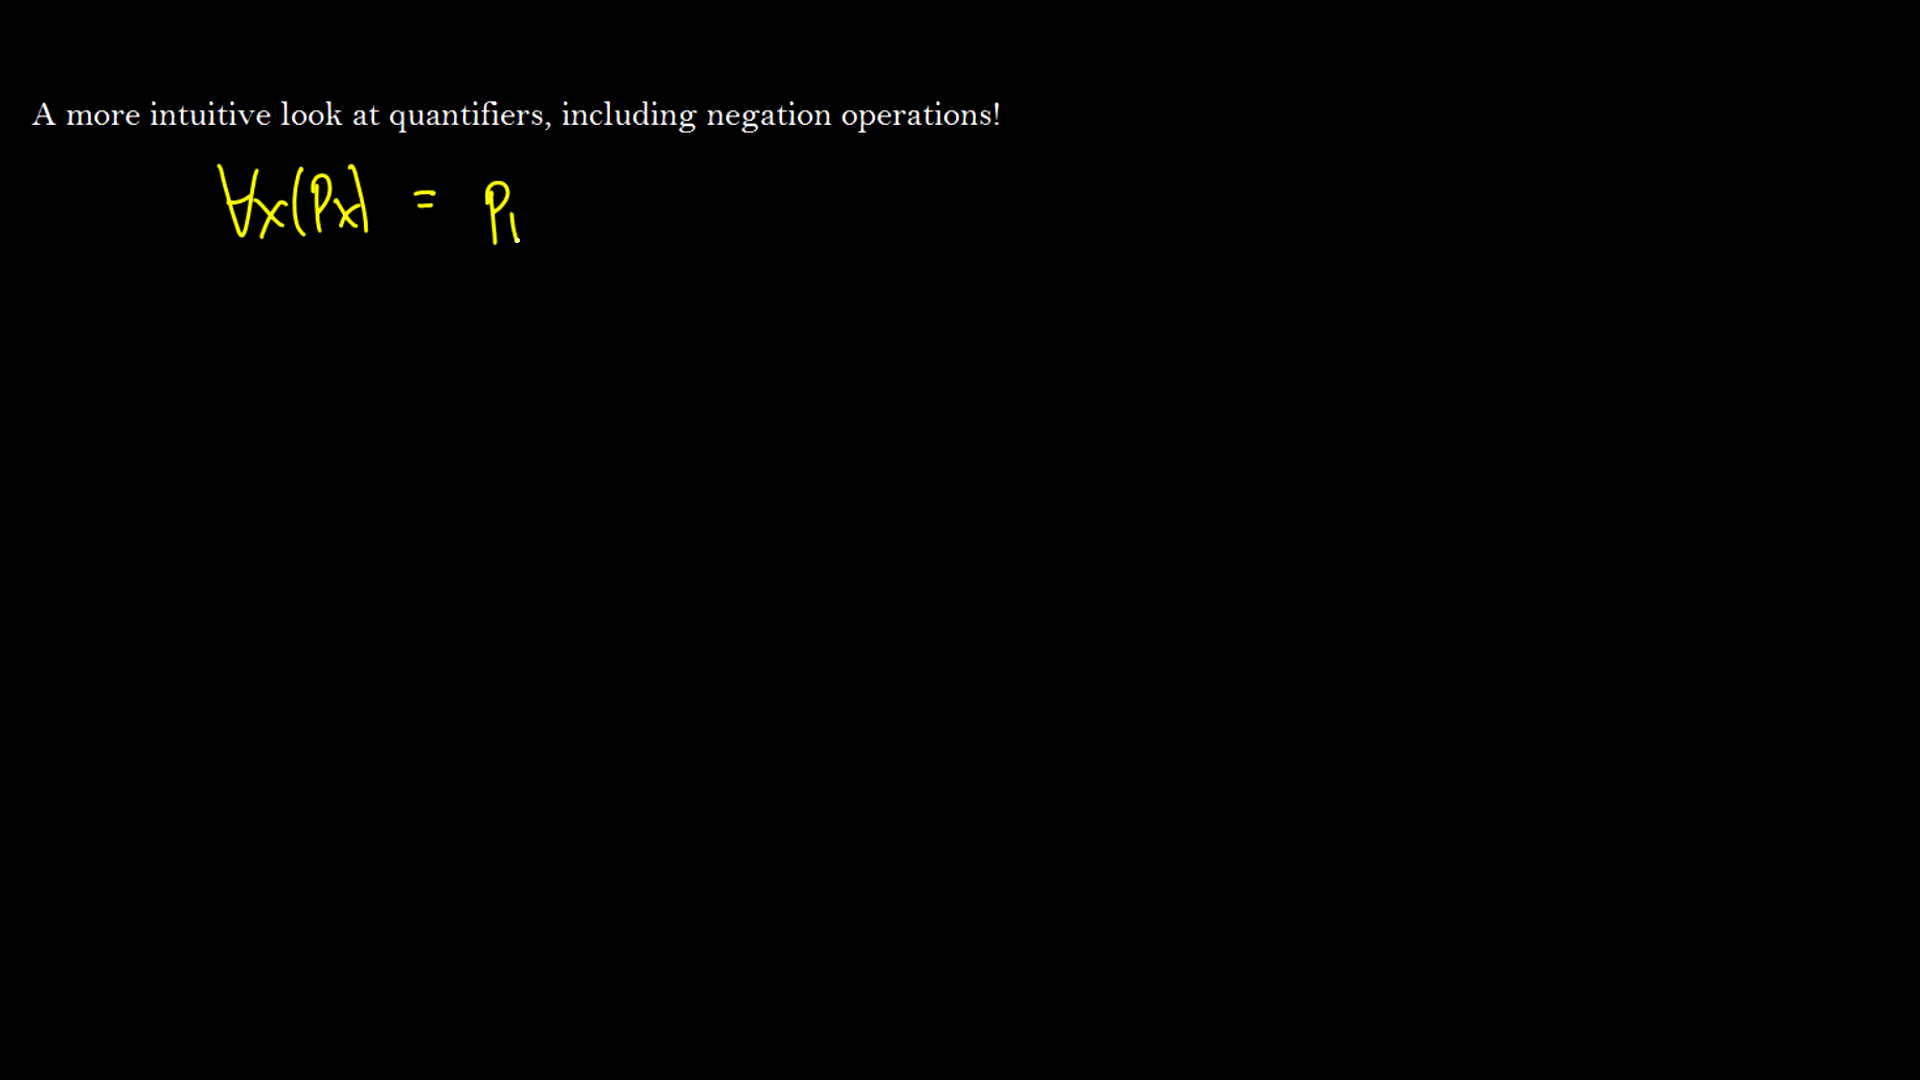 A more intuitive look at quantifiers, including negation operations!
∀x(Px) = P₁